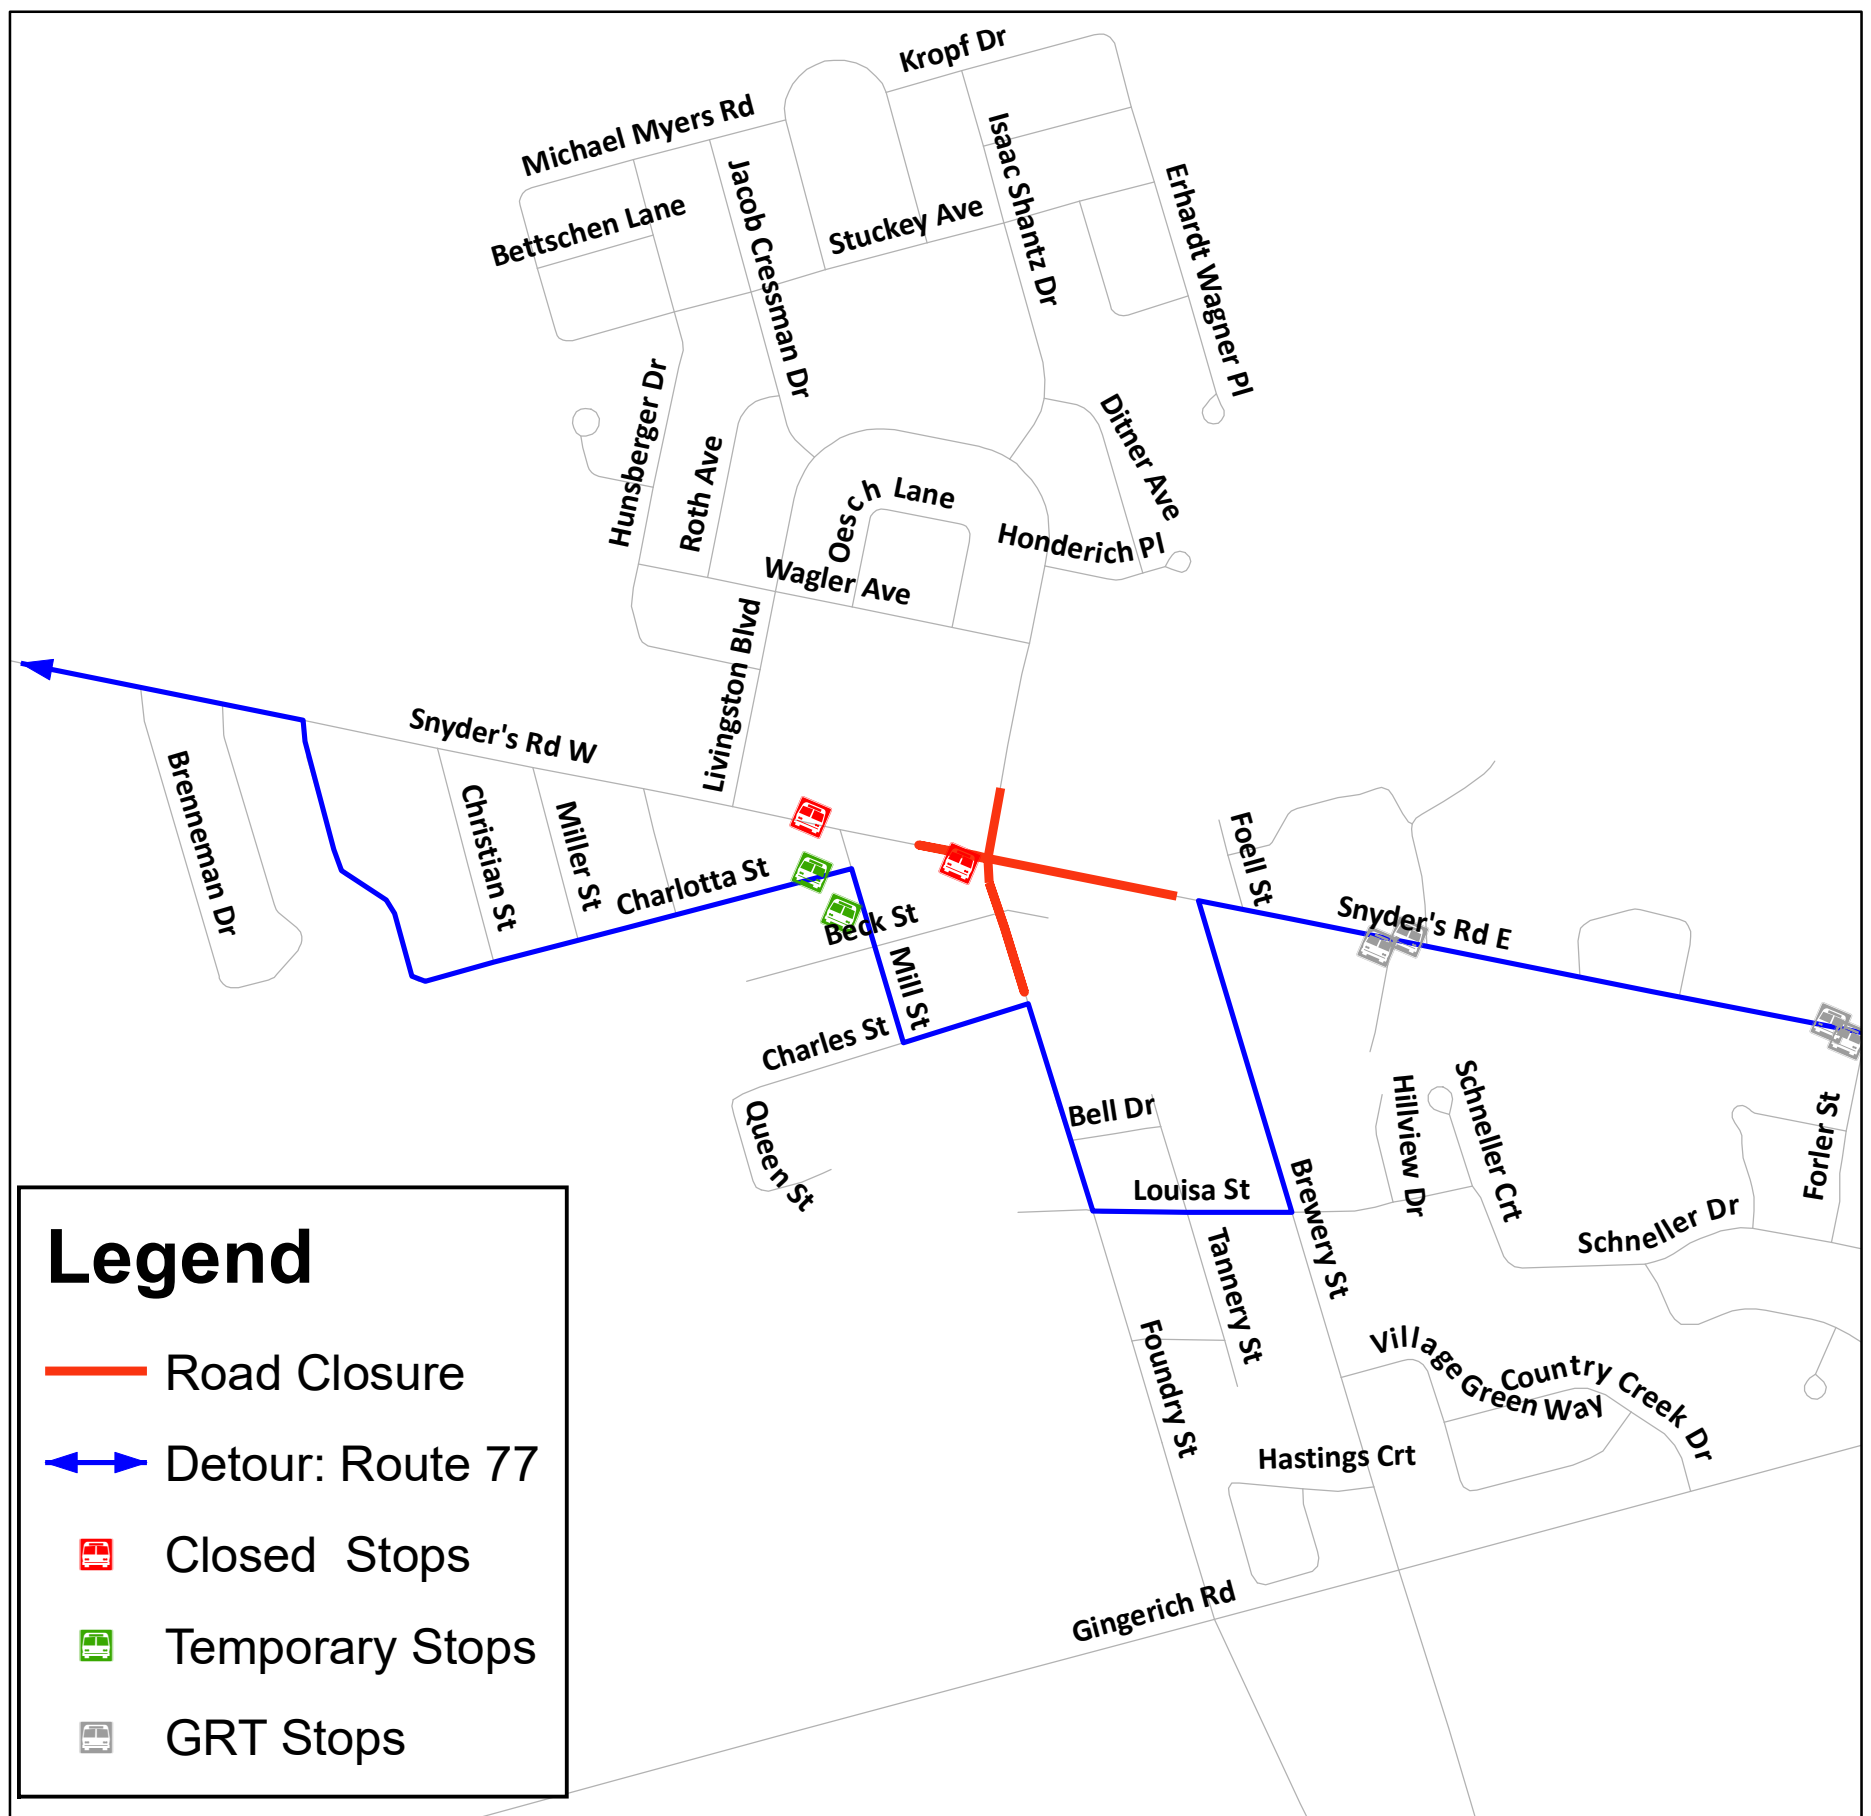 Kropf Dr
Michael Myers Rd
Isaac Shantz Dr
Jacob Cressman Dr
Erhardt Wagner Pl
Bettschen Lane
Stuckey Ave
Hunsberger Dr
Ditner Ave
Roth Ave
Oesch Lane
Honderich Pl
Wagler Ave
Livingston Blvd
Snyder's Rd W
Brenneman Dr
Christian St
Miller St
Charlotta St
Foell St
Snyder's Rd E
Beck St
Mill St
Charles St
Queen St
Bell Dr
Hillview Dr
Schneller Crt
Forler St
Louisa St
Brewery St
Schneller Dr
Tannery St
Foundry St
Village Green Way
Country Creek Dr
Hastings Crt
Gingerich Rd
Legend
Road Closure
Detour: Route 77
Closed Stops
Temporary Stops
GRT Stops